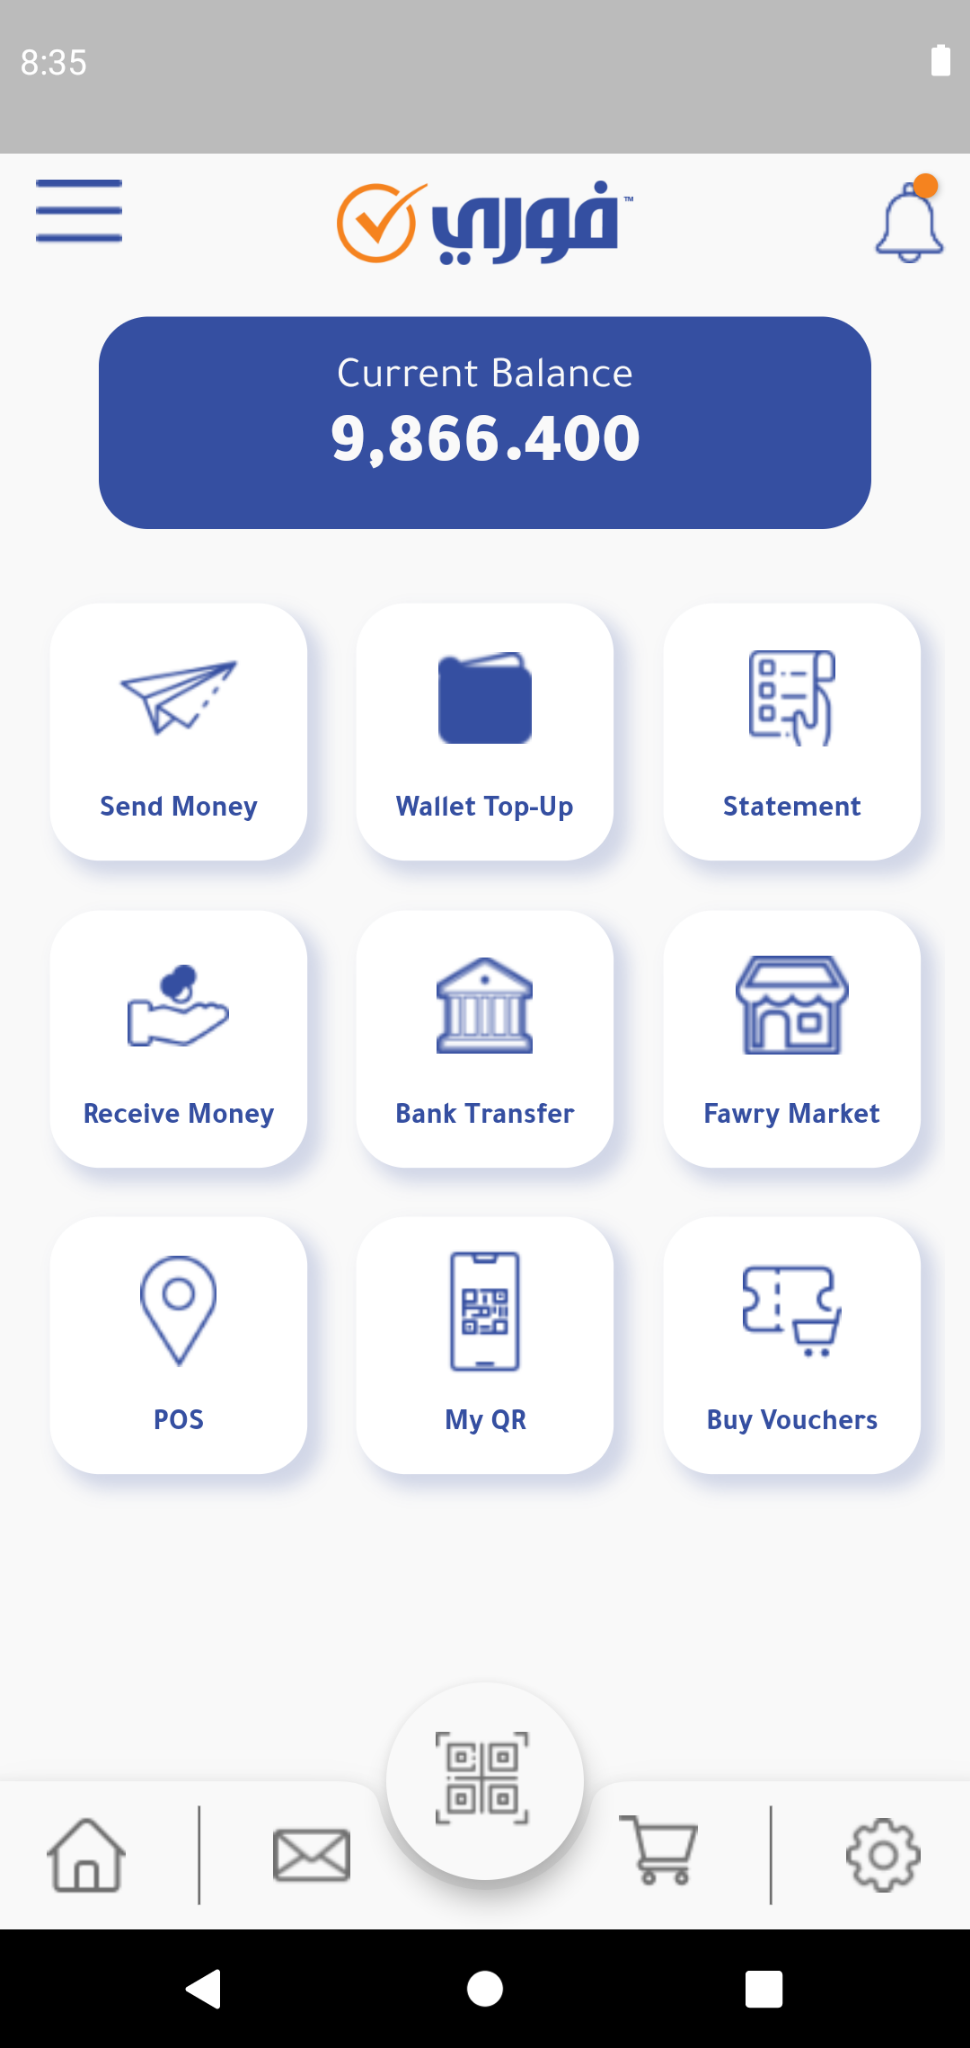 8:35
فوري™
Current Balance
9,866.400
Send Money
Wallet Top-Up
Statement
Receive Money
Bank Transfer
Fawry Market
POS
My QR
Buy Vouchers